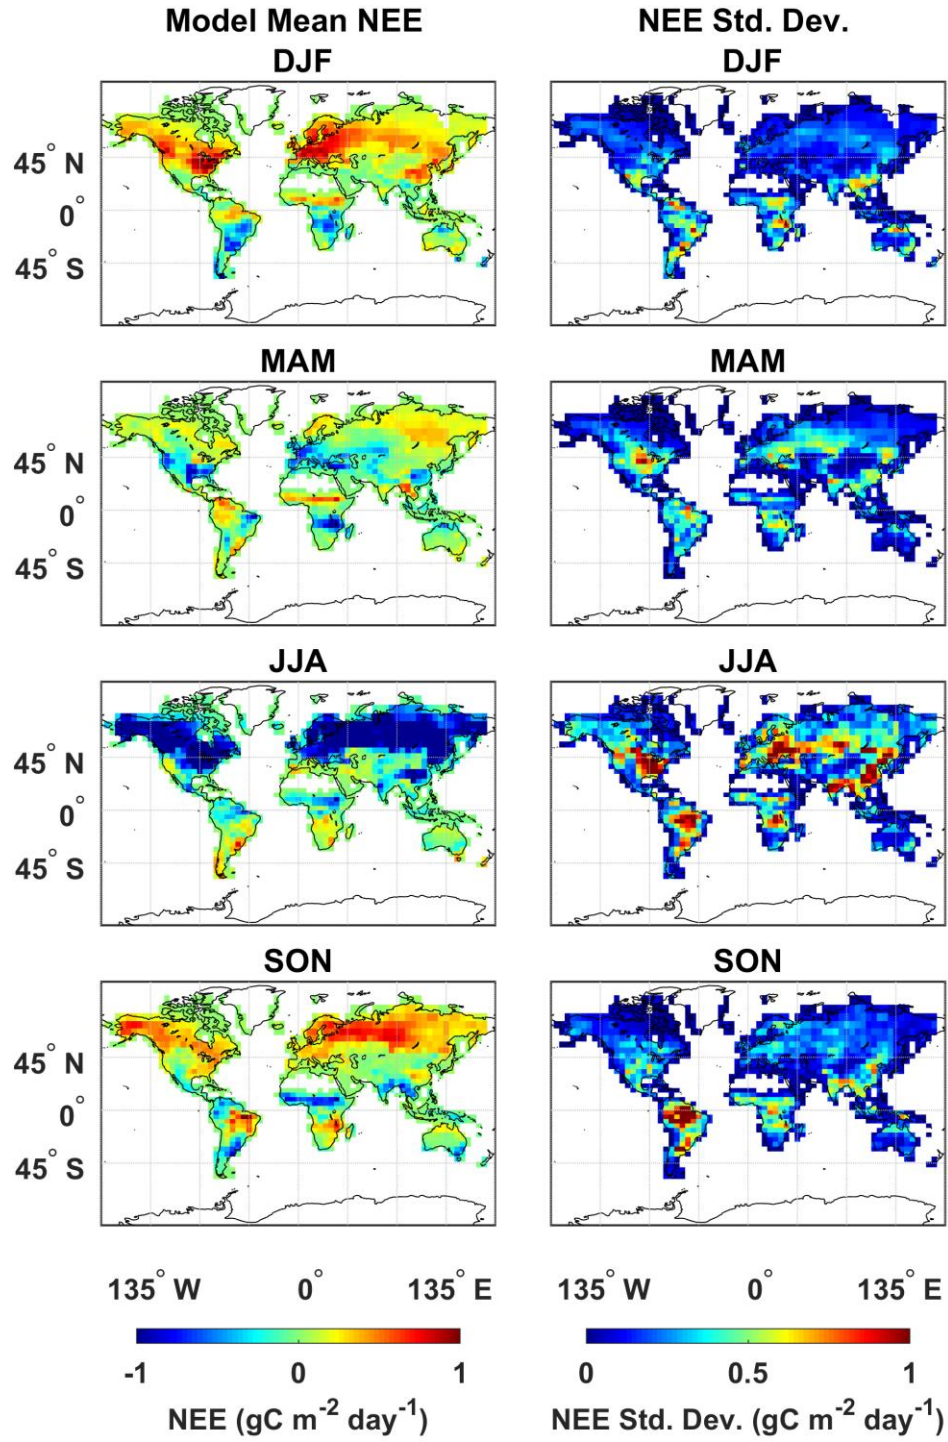 Model Mean NEE
NEE Std. Dev.
DJF
DJF
45° N
0°
45° S
MAM
MAM
45° N
0°
45° S
JJA
JJA
45° N
0°
45° S
SON
SON
45° N
0°
45° S
135° W 0° 135° E
135° W 0° 135° E
-1 0 1
0 0.5 1
NEE (gC m⁻² day⁻¹)
NEE Std. Dev. (gC m⁻² day⁻¹)